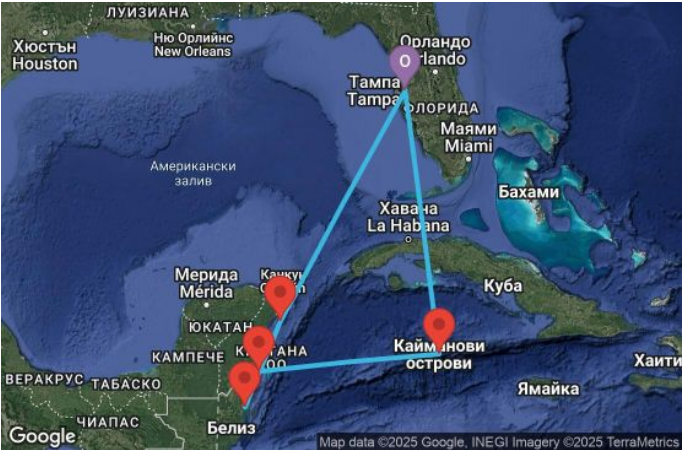 ЛУИЗИАНА
Хюстън
Houston
Ню Орлийнс
New Orleans
Орландо
rlando
O
Тампа
Tampa
ФЛОРИДА
Маями
Miami
Американски
залив
Бахами
Хавана
La Habana
Мерида
Mérida
Куба
ЮКАТАН
КАМПЕЧЕ
Кайманови
острови
ВЕРАКРУС
ТАБАСКО
Хаити
Ямайка
ЧИАПАС
Белиз
Google
Map data ©2025 Google, INEGI Imagery ©2025 TerraMetrics